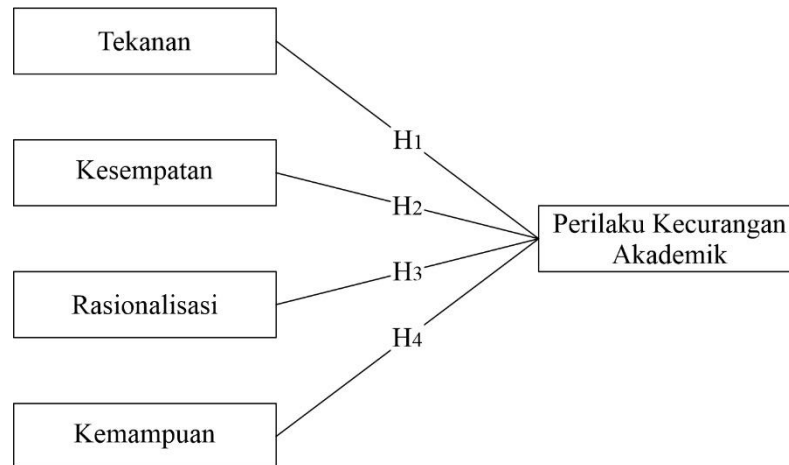 Tekanan
H1
Kesempatan
H2
Perilaku Kecurangan
Akademik
H3
Rasionalisasi
H4
Kemampuan